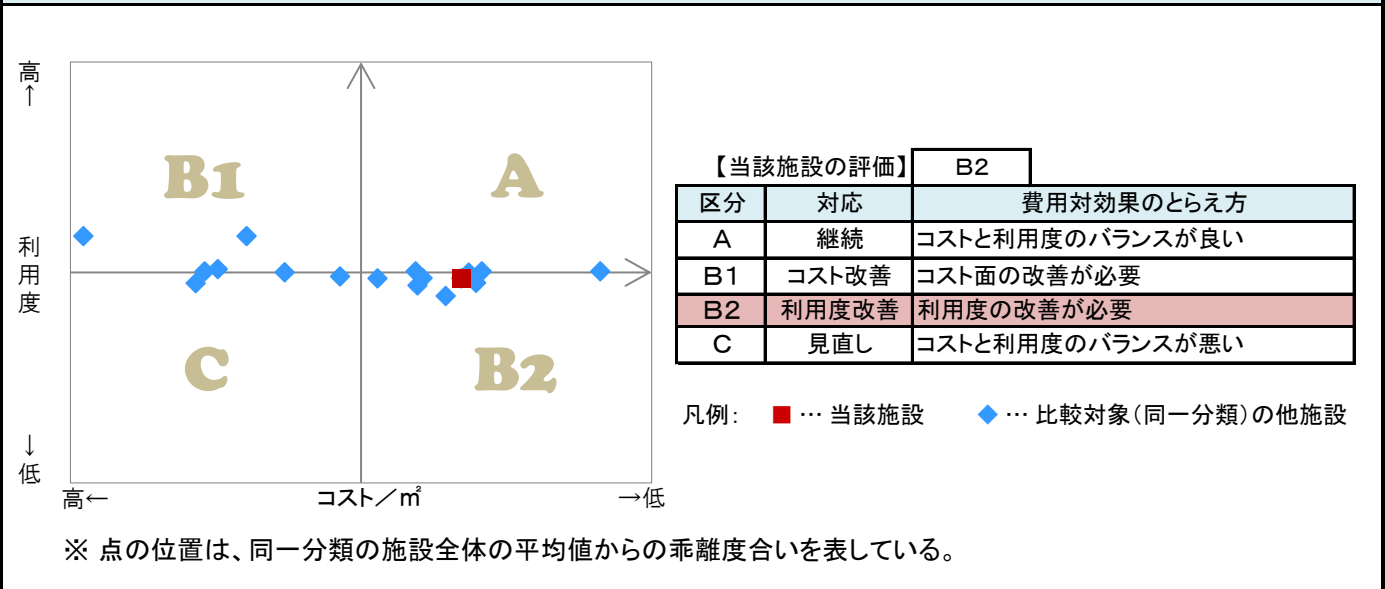 高
↑
利
用
度
↓
低
B1
A
C
B2
高←
コスト／㎡
→低
【当該施設の評価】 B2
区分 対応 費用対効果のとらえ方
A 継続 コストと利用度のバランスが良い
B1 コスト改善 コスト面の改善が必要
B2 利用度改善 利用度の改善が必要
C 見直し コストと利用度のバランスが悪い
凡例： ■ … 当該施設 ◆ … 比較対象（同一分類）の他施設
※ 点の位置は、同一分類の施設全体の平均値からの乖離度合いを表している。